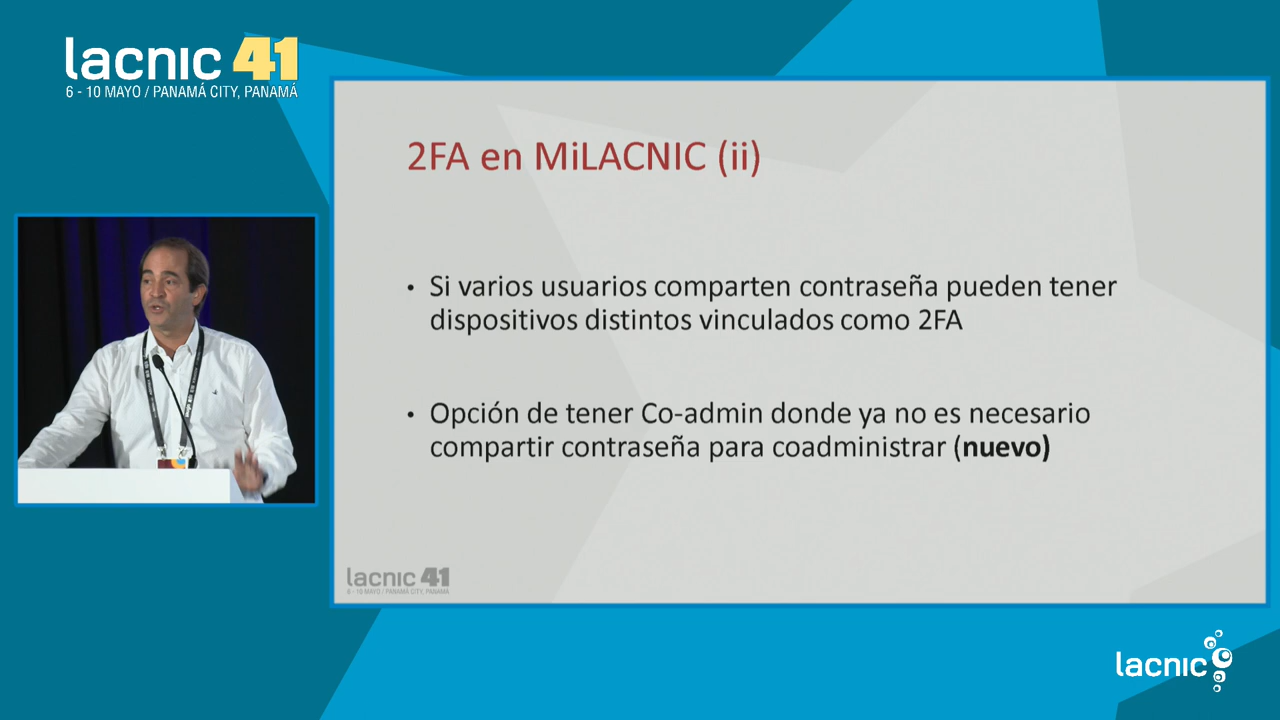 lacnic 41
6 - 10 MAYO / PANAMÁ CITY, PANAMÁ
2FA en MiLACNIC (ii)
• Si varios usuarios comparten contraseña pueden tener
dispositivos distintos vinculados como 2FA
• Opción de tener Co-admin donde ya no es necesario
compartir contraseña para coadministrar (nuevo)
lacnic 41
6 - 10 MAYO / PANAMÁ CITY, PANAMÁ
lacnic